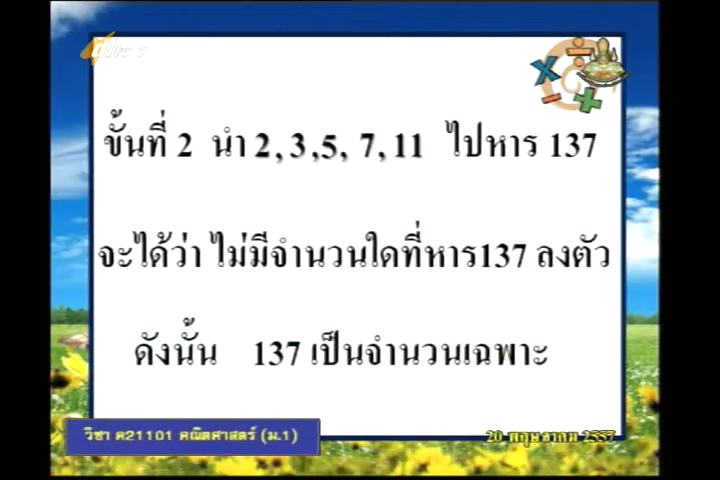 ขั้นที่ 2 นำ 2, 3, 5, 7, 11 ไปหาร 137
จะได้ว่า ไม่มีจำนวนใดที่หาร137 ลงตัว
ดังนั้น 137 เป็นจำนวนเฉพาะ
วิชา ค21101 คณิตศาสตร์ (ม.1)
20 พฤษภาคม 2557